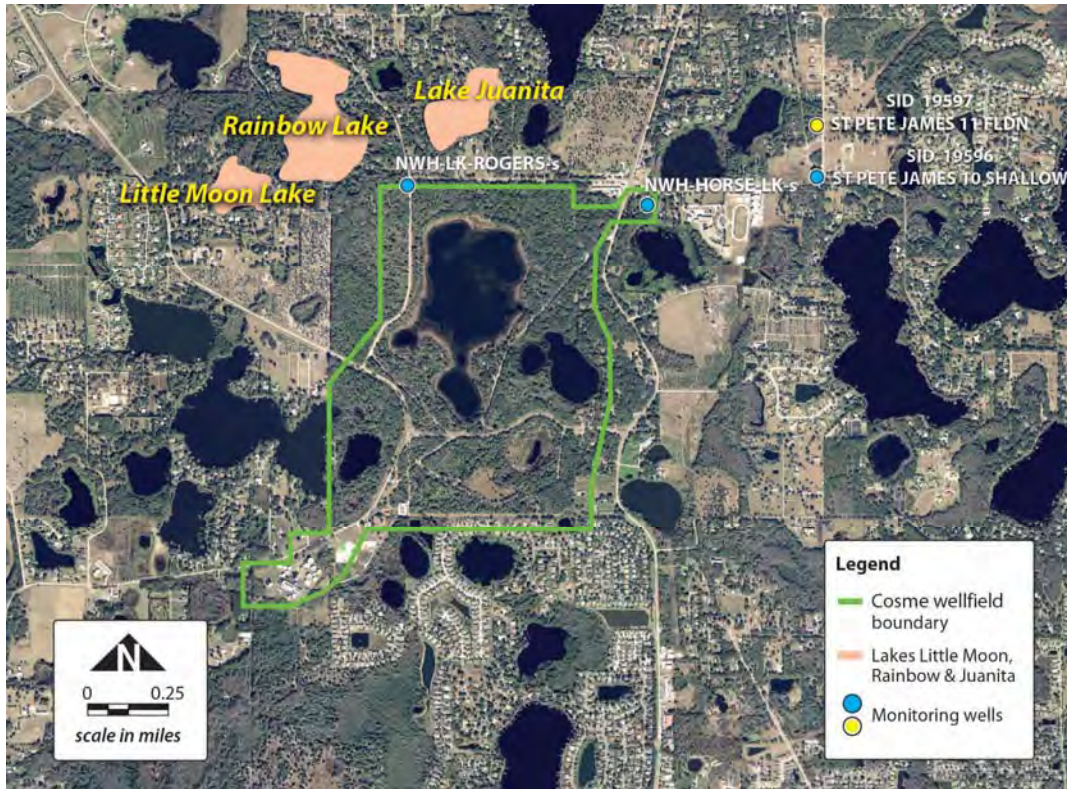 Lake Juanita
Rainbow Lake
Little Moon Lake
NWH-LK-ROGERS-s
NWH-HORSE-LK-s
SID 19597
ST PETE JAMES 11 FLDN
SID 19596
ST PETE JAMES 10 SHALLOW
N
0 0.25
scale in miles
Legend
Cosme wellfield
boundary
Lakes Little Moon,
Rainbow & Juanita
Monitoring wells